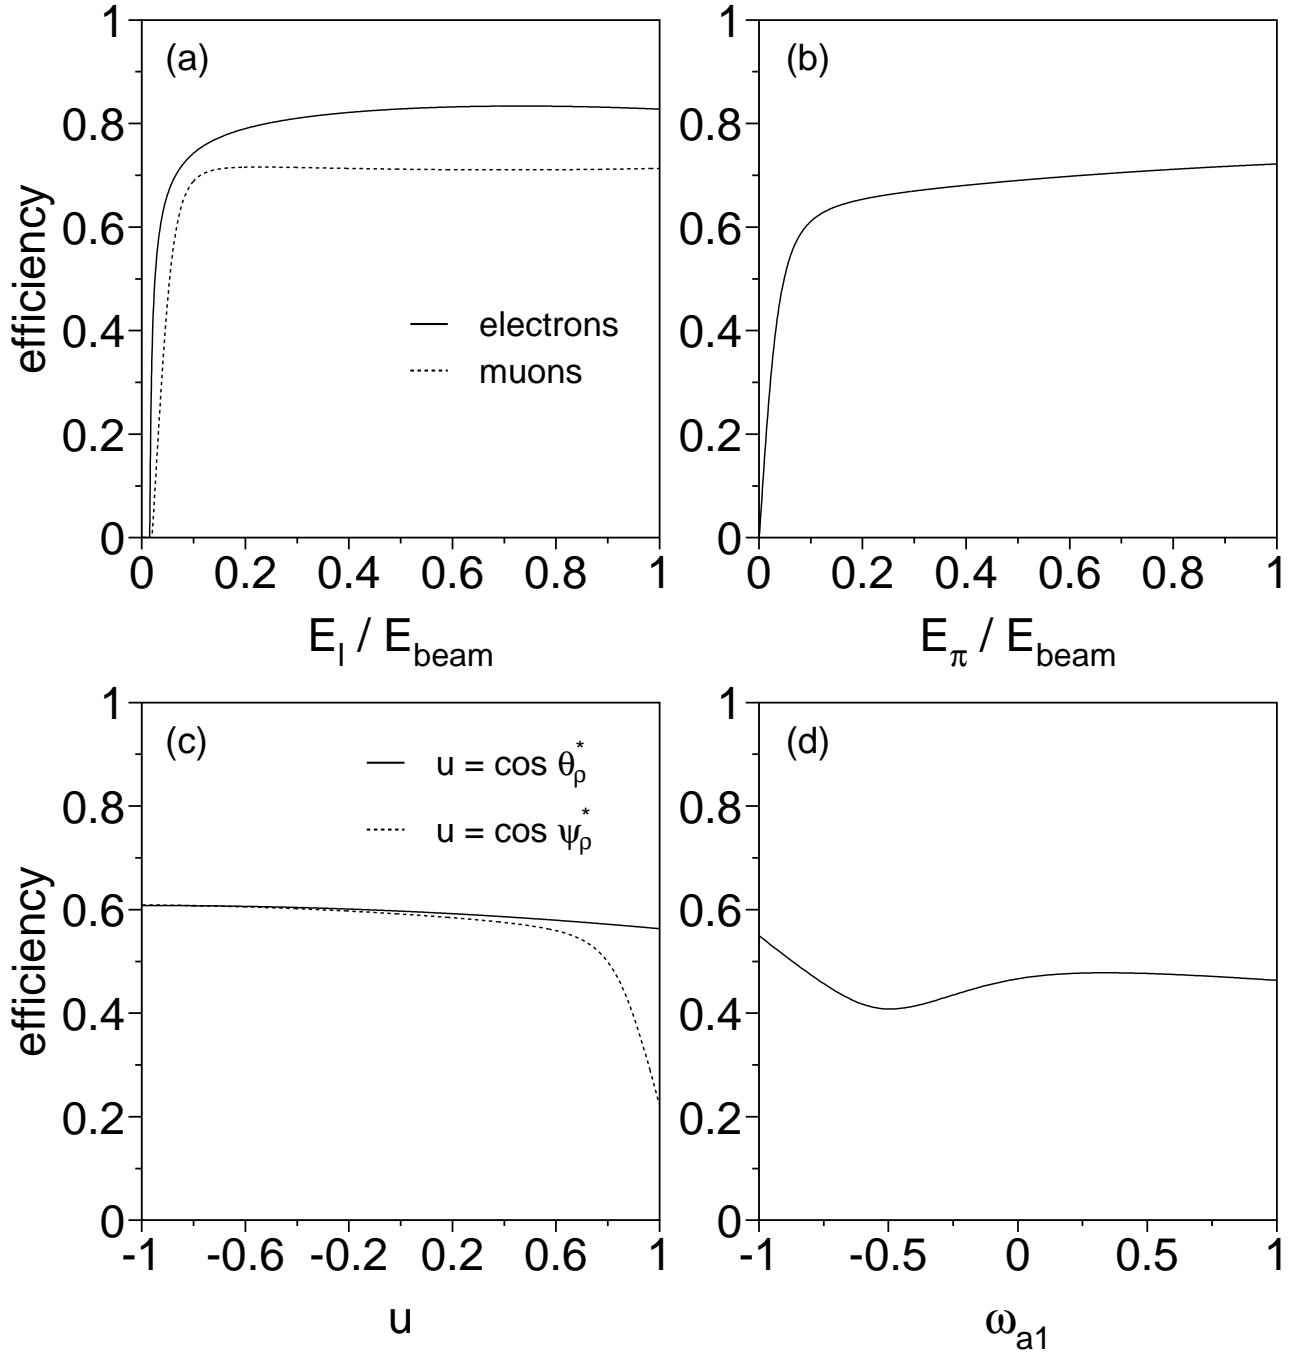 (a)
efficiency
1
0.8
0.6
0.4
0.2
0
electrons
muons
0 0.2 0.4 0.6 0.8 1
E_l / E_beam
(b)
1
0.8
0.6
0.4
0.2
0
0 0.2 0.4 0.6 0.8 1
E_π / E_beam
(c)
efficiency
1
0.8
0.6
0.4
0.2
0
u = cos θ*_ρ
u = cos ψ*_ρ
-1 -0.6 -0.2 0.2 0.6 1
u
(d)
1
0.8
0.6
0.4
0.2
0
-1 -0.5 0 0.5 1
ω_a1